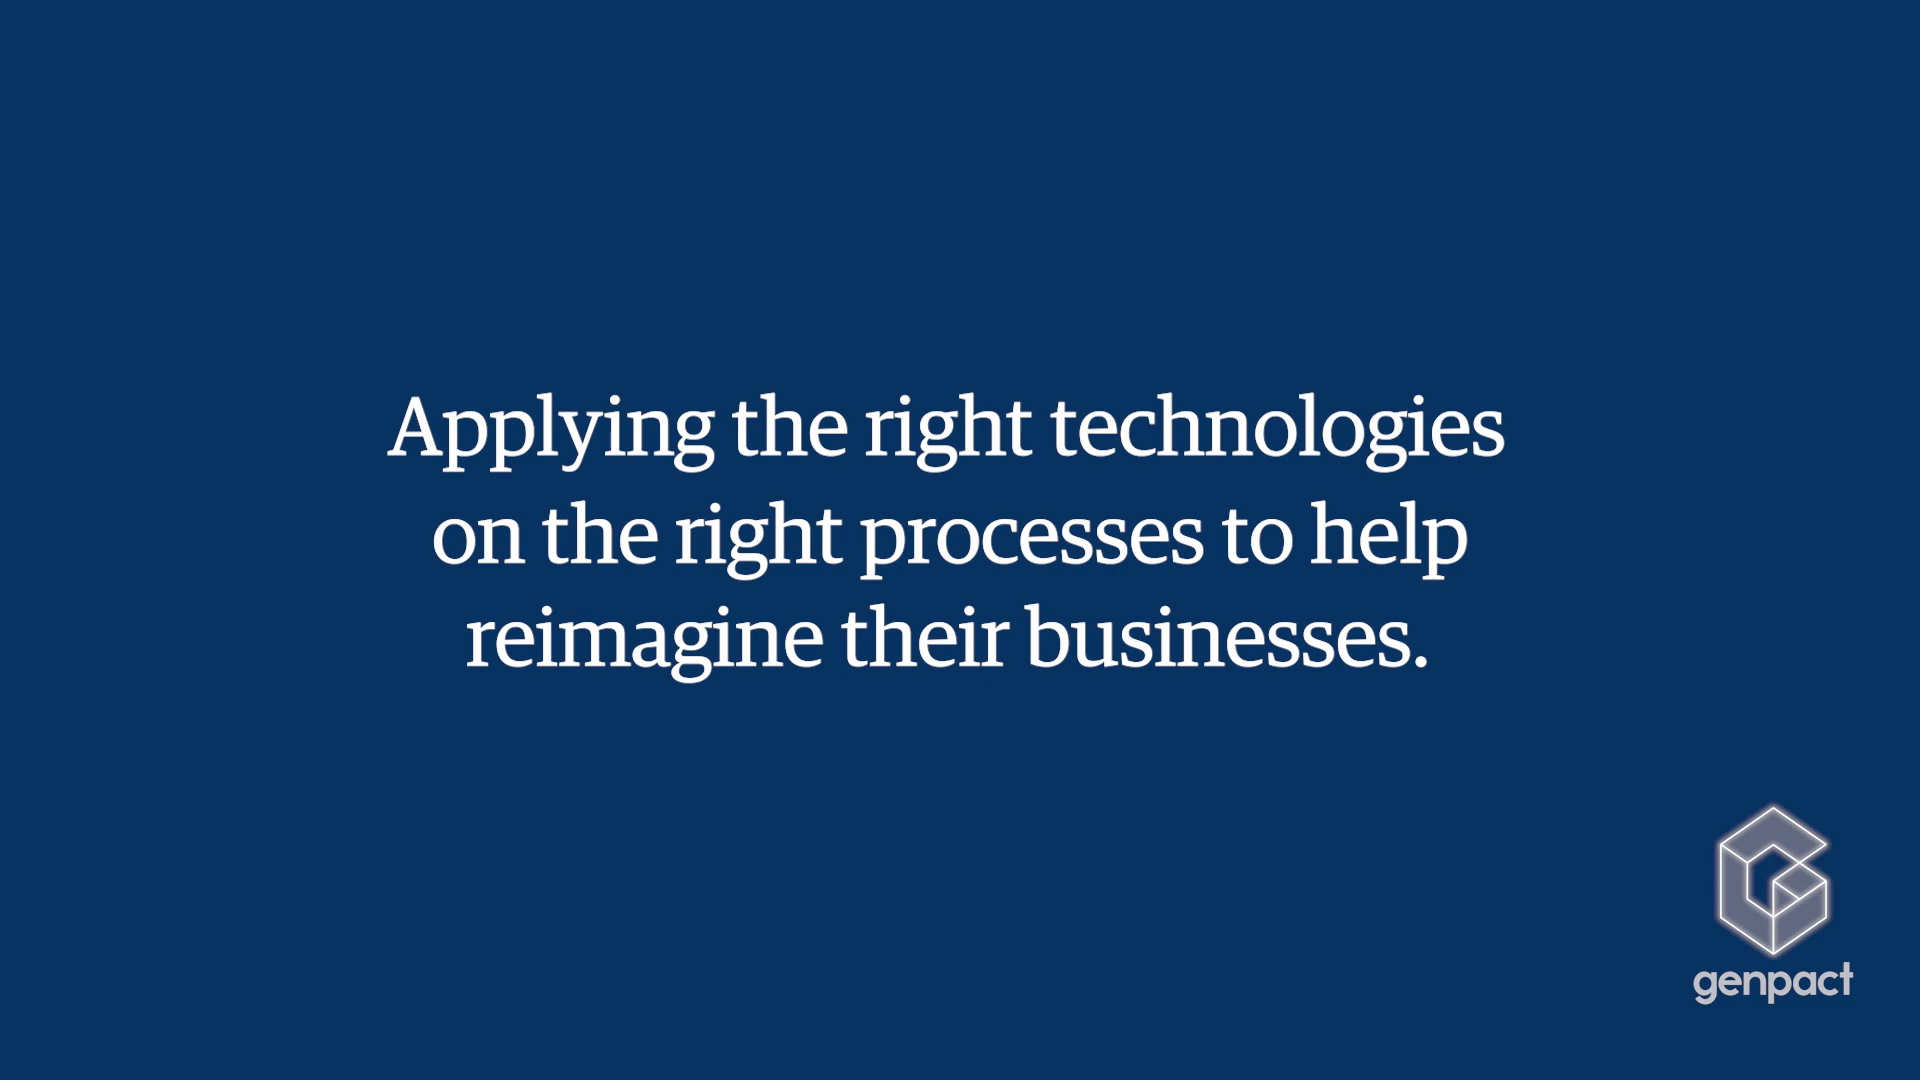 Applying the right technologies
on the right processes to help
reimagine their businesses.
genpact